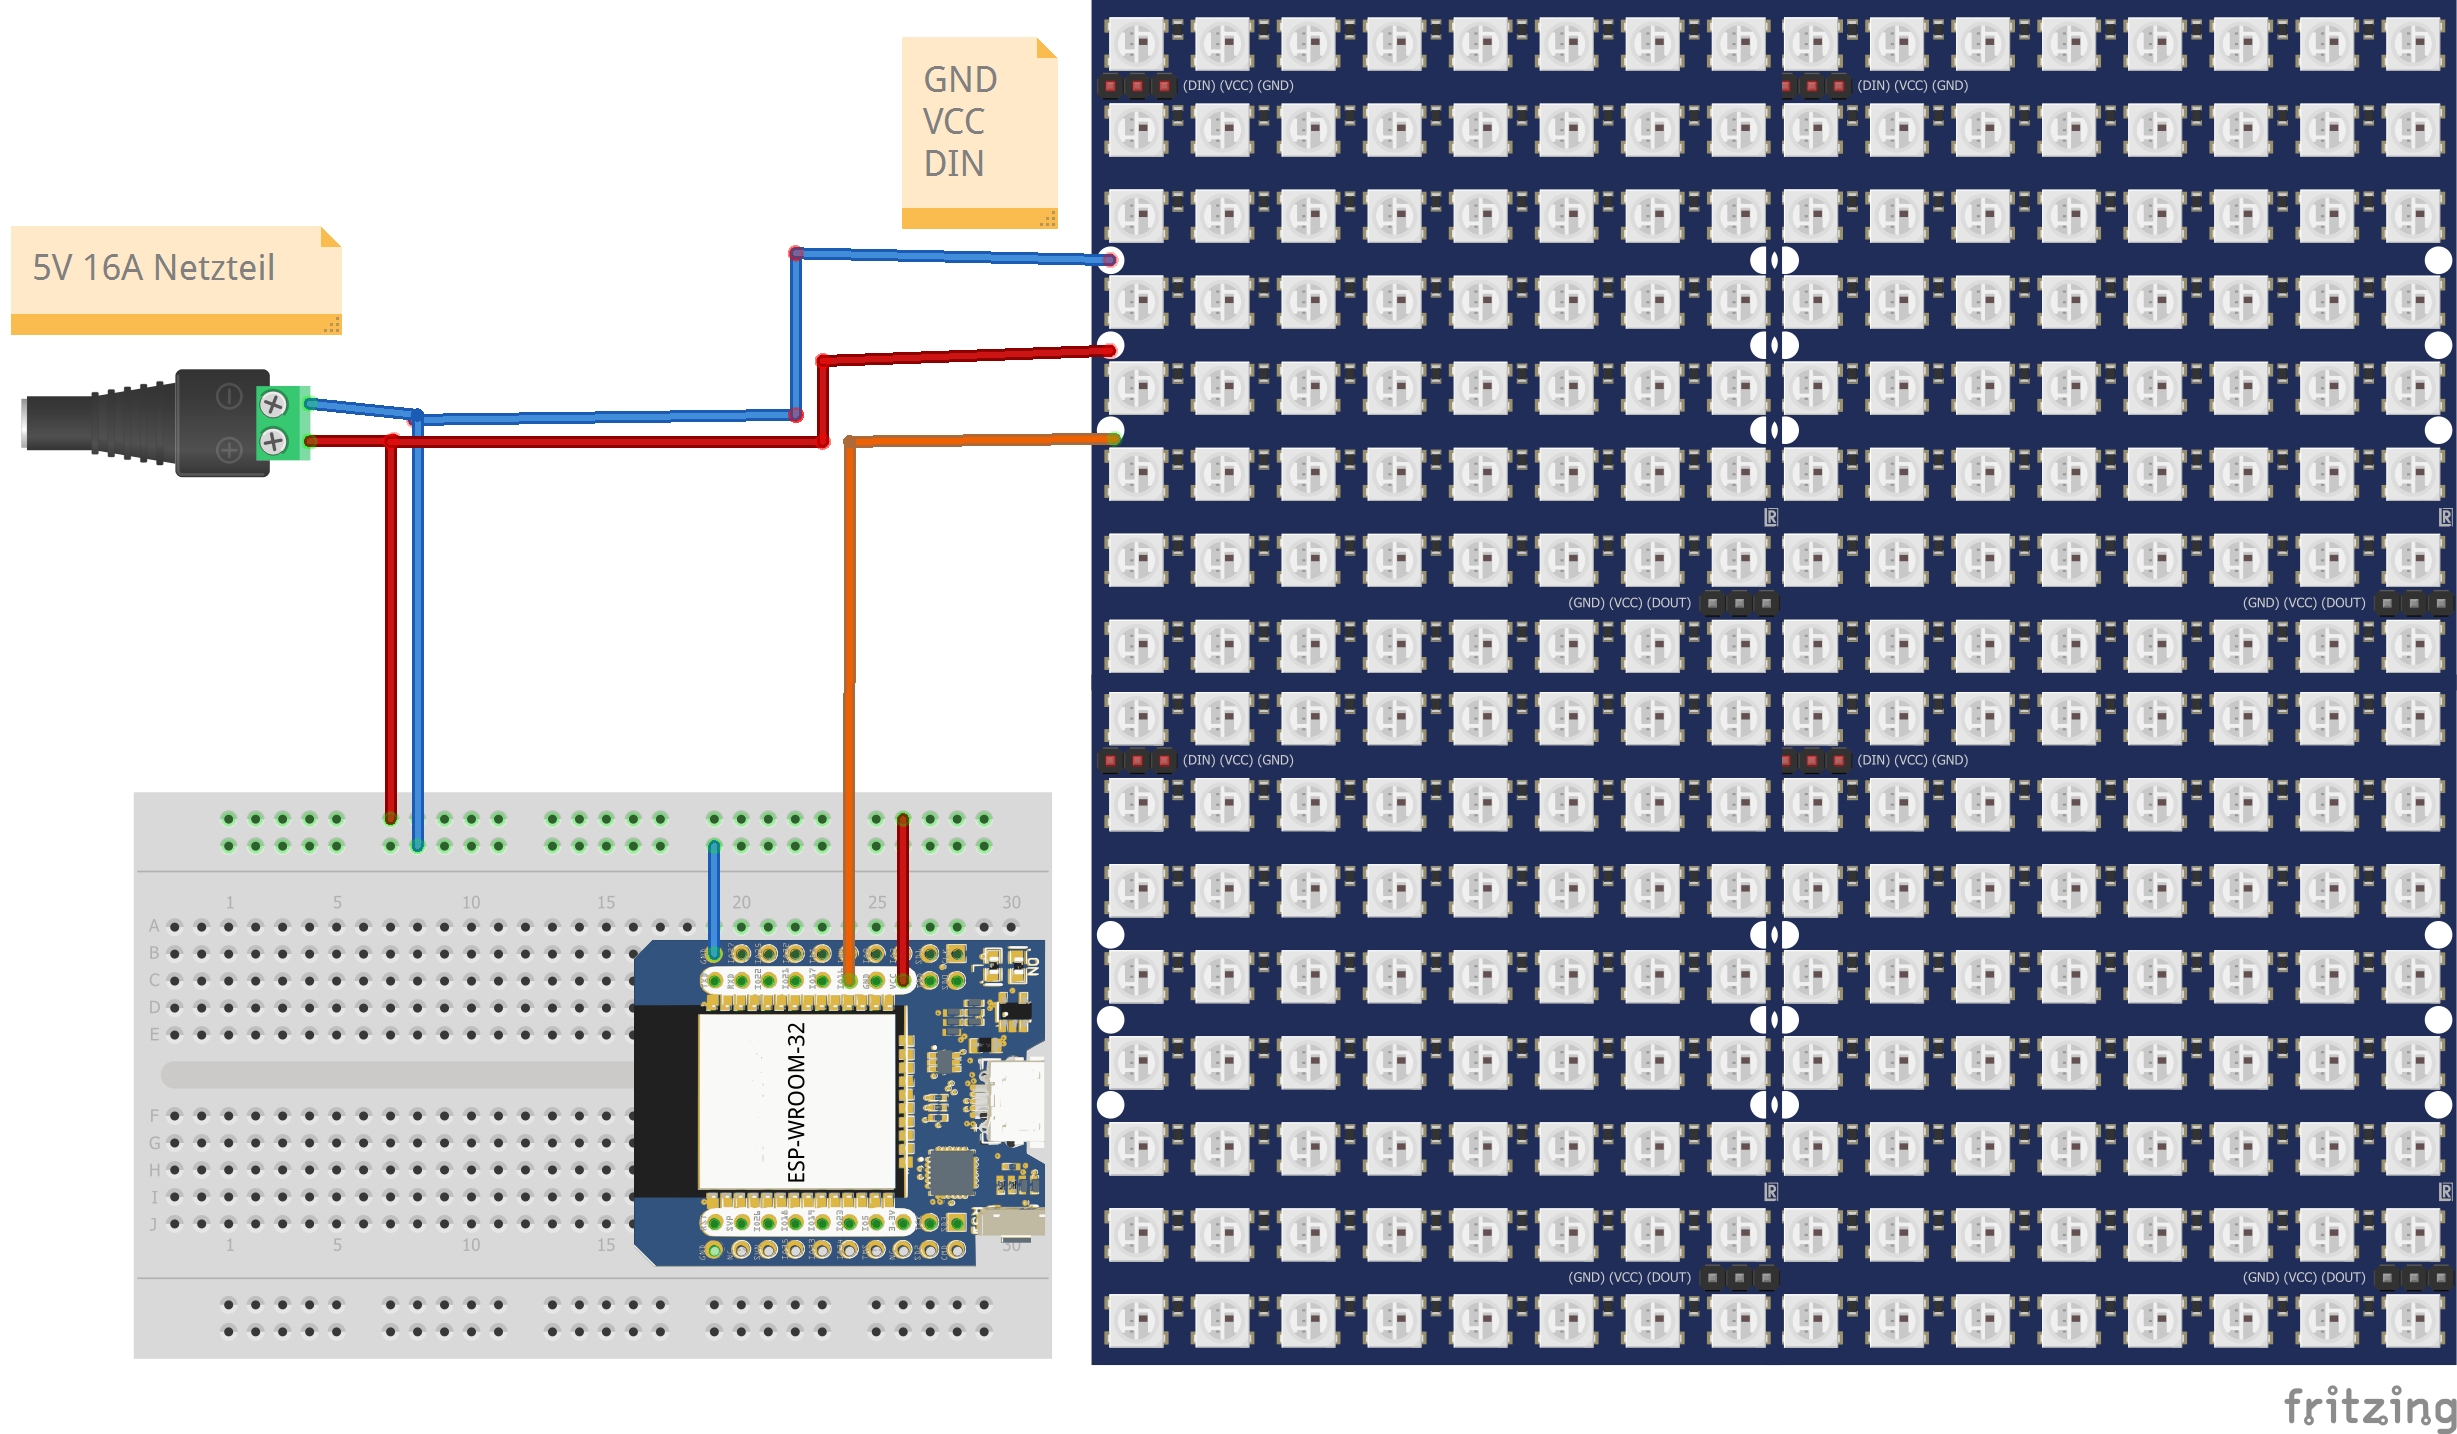 GND
VCC
DIN
5V 16A Netzteil
(DIN) (VCC) (GND)
(DIN) (VCC) (GND)
(GND) (VCC) (DOUT)
(GND) (VCC) (DOUT)
(DIN) (VCC) (GND)
(DIN) (VCC) (GND)
(GND) (VCC) (DOUT)
(GND) (VCC) (DOUT)
1 5 10 15 20 25 30
A
B
C
D
E
F
G
H
I
J
ESP-WROOM-32
1 5 10 15 30
fritzing